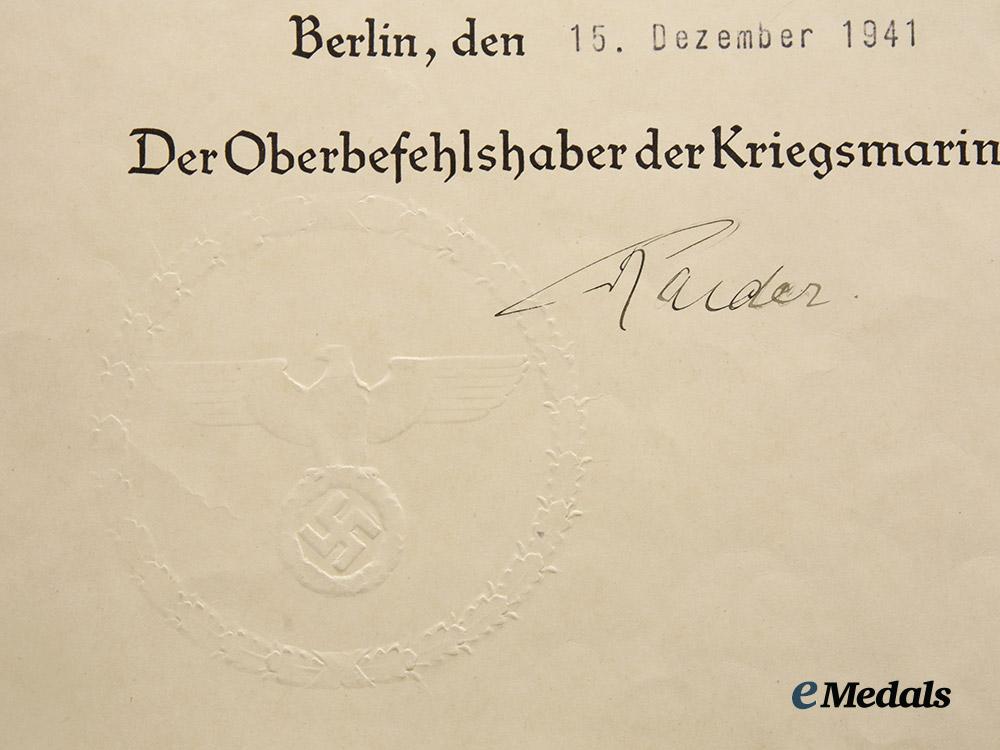 Berlin, den 15. Dezember 1941
Der Oberbefehlshaber der Kriegsmarin
Raeder
eMedals